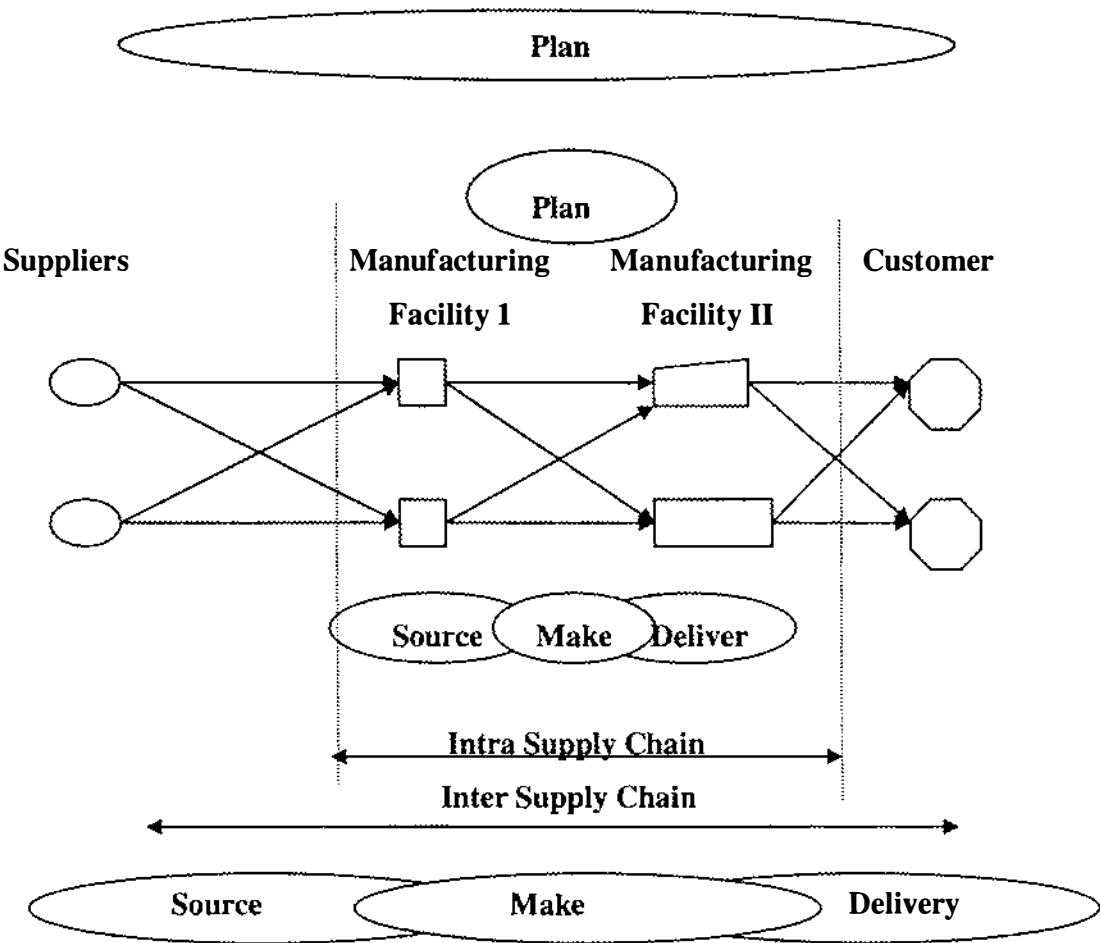 Plan
Plan
Suppliers
Manufacturing
Facility 1
Manufacturing
Facility II
Customer
Source
Make
Deliver
Intra Supply Chain
Inter Supply Chain
Source
Make
Delivery